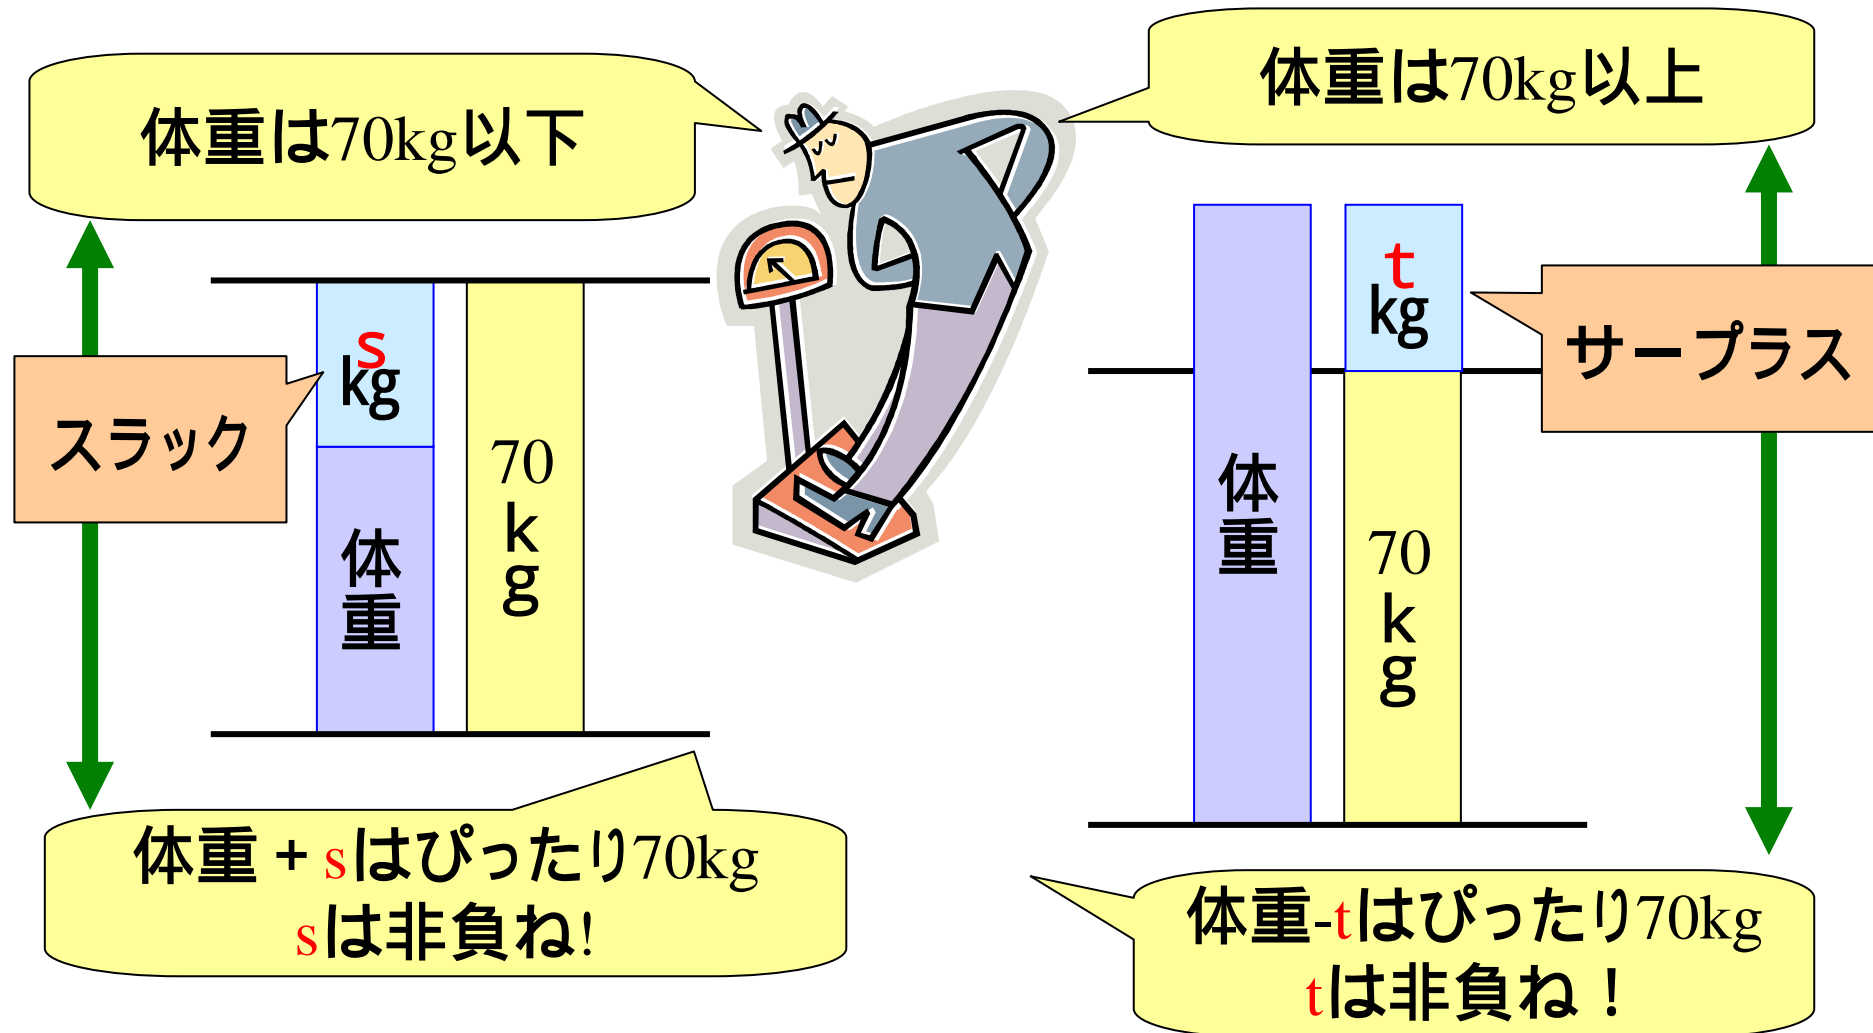 体重は70kg以下
体重は70kg以上
スラック
s
kg
体重
70
kg
体重 + sはぴったり70kg
sは非負ね!
サープラス
体重
t
kg
70
kg
体重-tはぴったり70kg
tは非負ね！